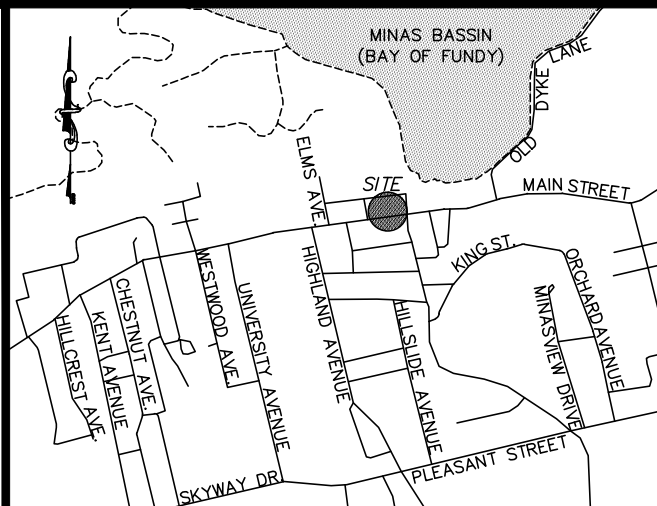 MINAS BASSIN
(BAY OF FUNDY)
DYKE LANE
OLD
ELMS AVE.
SITE
MAIN STREET
KING ST.
WESTWOOD AVE.
UNIVERSITY AVENUE
HIGHLAND AVENUE
HILLSLIDE AVENUE
ORCHARD AVENUE
MINASVIEW DRIVE
CHESTNUT AVE.
KENT AVENUE
HILLCREST AVE.
PLEASANT STREET
SKYWAY DR.